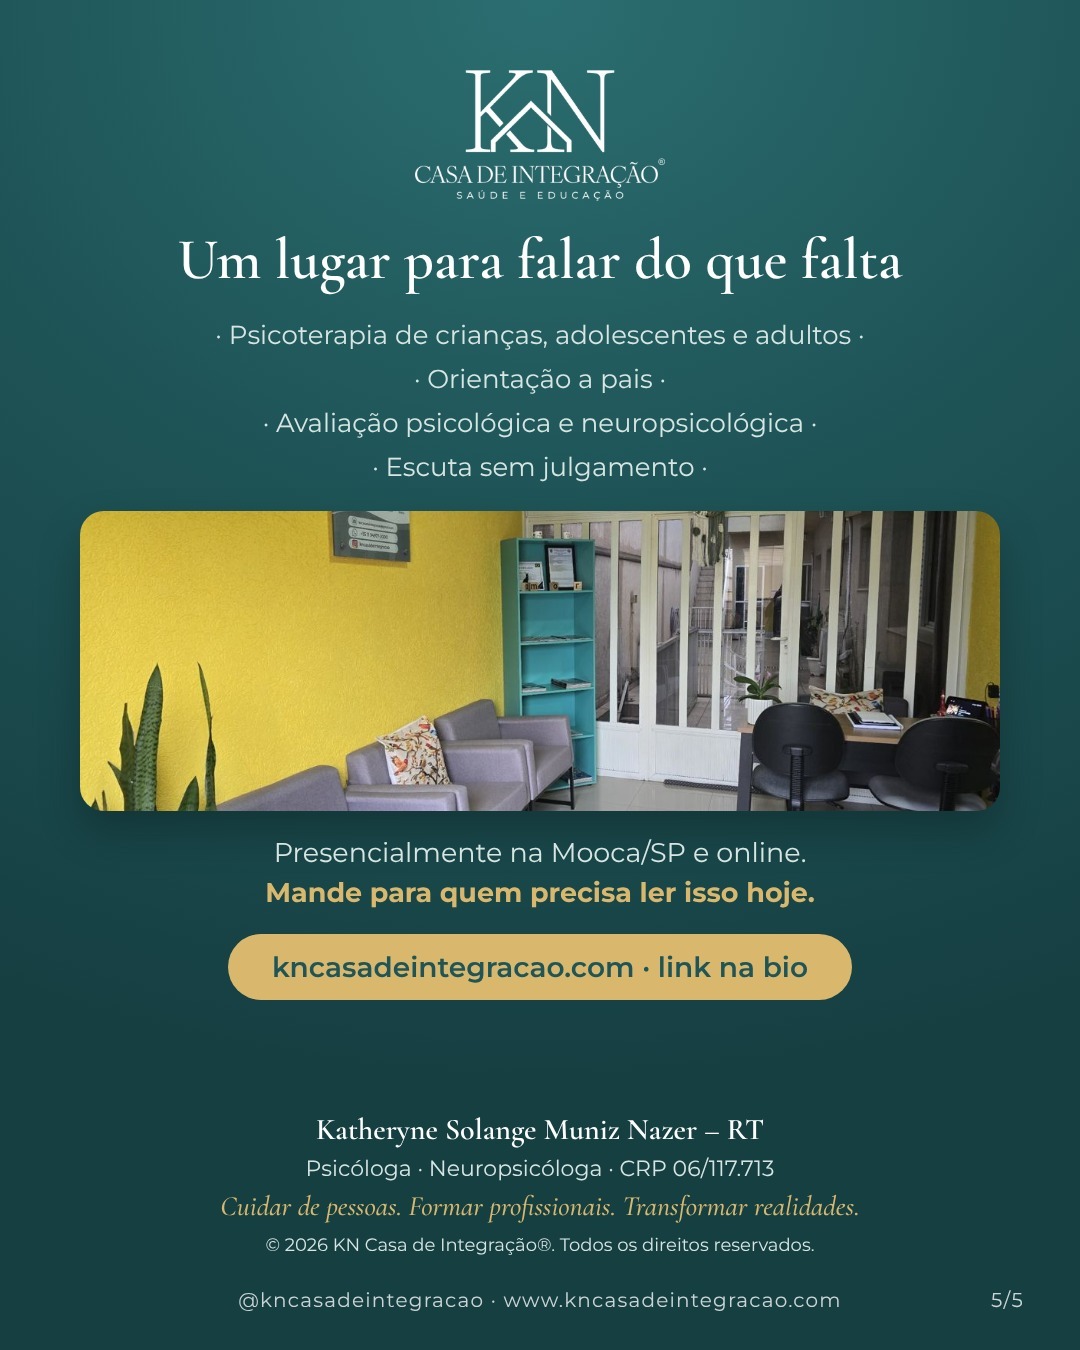 KN
CASA DE INTEGRAÇÃO®
SAÚDE E EDUCAÇÃO
Um lugar para falar do que falta
· Psicoterapia de crianças, adolescentes e adultos ·
· Orientação a pais ·
· Avaliação psicológica e neuropsicológica ·
· Escuta sem julgamento ·
Presencialmente na Mooca/SP e online.
Mande para quem precisa ler isso hoje.
kncasadeintegracao.com · link na bio
Katheryne Solange Muniz Nazer – RT
Psicóloga · Neuropsicóloga · CRP 06/117.713
Cuidar de pessoas. Formar profissionais. Transformar realidades.
© 2026 KN Casa de Integração®. Todos os direitos reservados.
@kncasadeintegracao · www.kncasadeintegracao.com
5/5